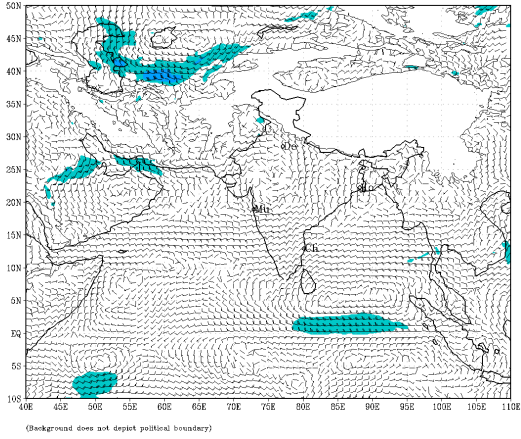 50N
45N
40N
35N
30N
25N
20N
15N
10N
5N
EQ
5S
10S
De
Mu
Ch
40E 45E 50E 55E 60E 65E 70E 75E 80E 85E 90E 95E 100E 105E 110E
(Background does not depict political boundary)